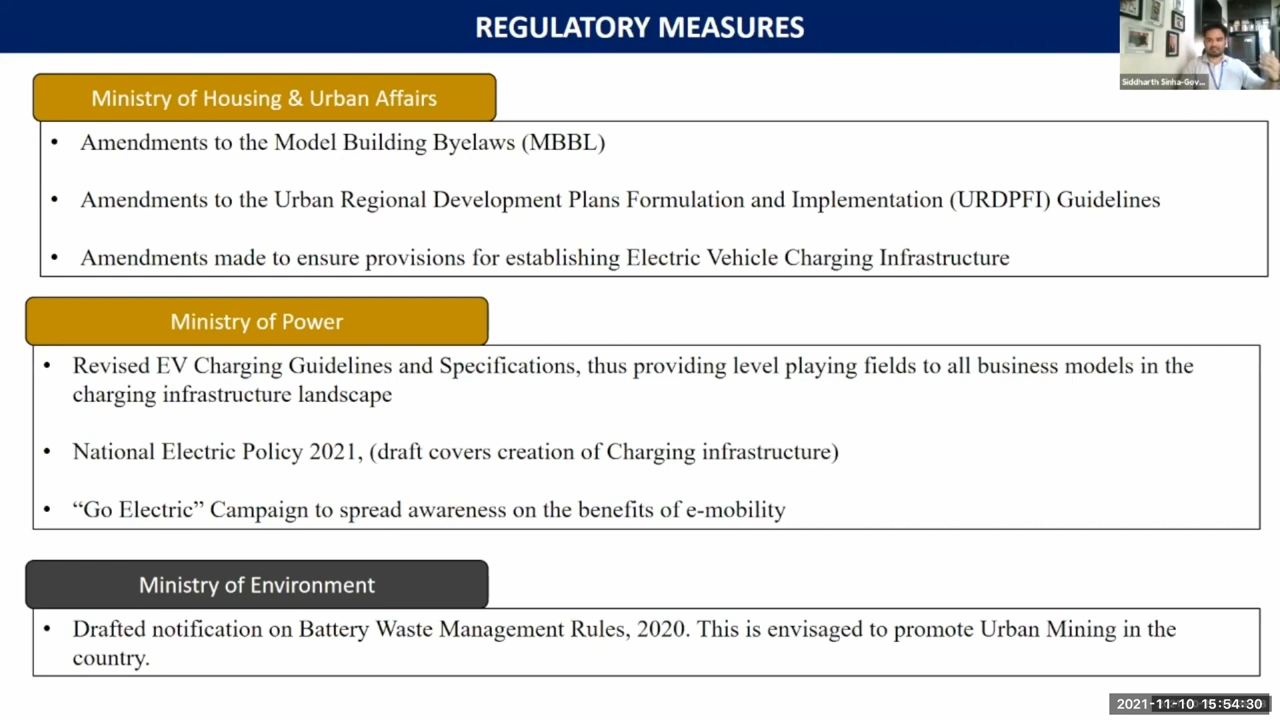 REGULATORY MEASURES
Siddharth Sinha-Gov...
Ministry of Housing & Urban Affairs
• Amendments to the Model Building Byelaws (MBBL)
• Amendments to the Urban Regional Development Plans Formulation and Implementation (URDPFI) Guidelines
• Amendments made to ensure provisions for establishing Electric Vehicle Charging Infrastructure
Ministry of Power
• Revised EV Charging Guidelines and Specifications, thus providing level playing fields to all business models in the
charging infrastructure landscape
• National Electric Policy 2021, (draft covers creation of Charging infrastructure)
• “Go Electric” Campaign to spread awareness on the benefits of e-mobility
Ministry of Environment
• Drafted notification on Battery Waste Management Rules, 2020. This is envisaged to promote Urban Mining in the
country.
2021-11-10 15:54:30